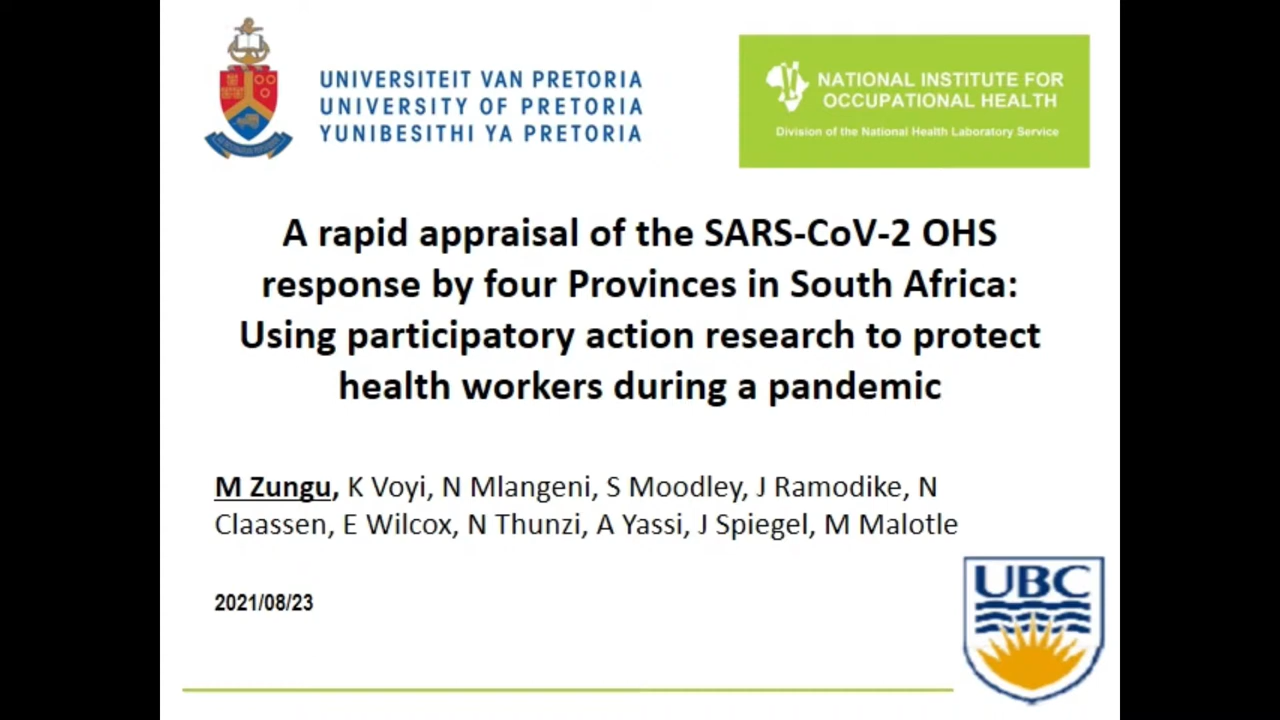 UNIVERSITEIT VAN PRETORIA
UNIVERSITY OF PRETORIA
YUNIBESITHI YA PRETORIA
NATIONAL INSTITUTE FOR
OCCUPATIONAL HEALTH
Division of the National Health Laboratory Service
A rapid appraisal of the SARS-CoV-2 OHS
response by four Provinces in South Africa:
Using participatory action research to protect
health workers during a pandemic
M Zungu, K Voyi, N Mlangeni, S Moodley, J Ramodike, N
Claassen, E Wilcox, N Thunzi, A Yassi, J Spiegel, M Malotle
2021/08/23
UBC